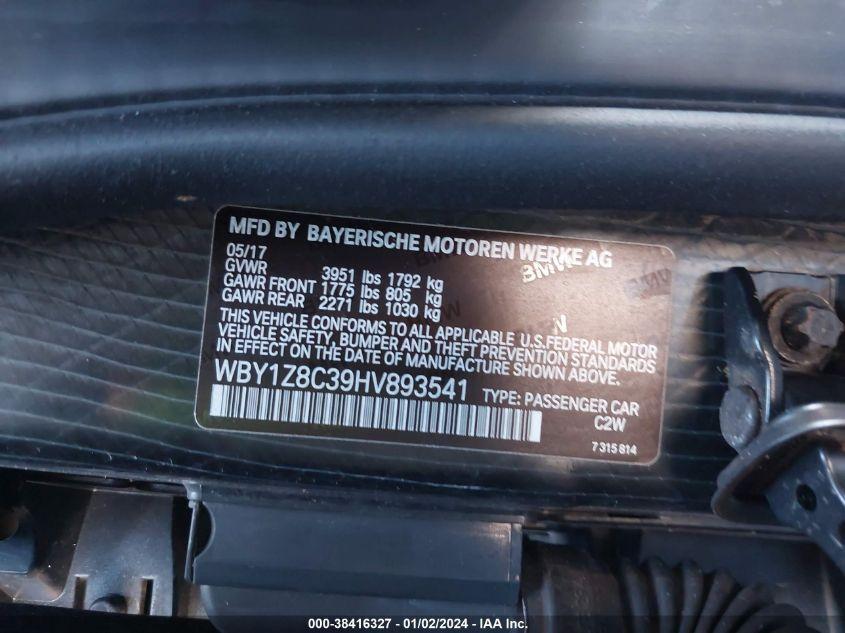 MFD BY BAYERISCHE MOTOREN WERKE AG
05/17
GVWR 3951 lbs 1792 kg
GAWR FRONT 1775 lbs 805 kg
GAWR REAR 2271 lbs 1030 kg
THIS VEHICLE CONFORMS TO ALL APPLICABLE U.S.FEDERAL MOTOR
VEHICLE SAFETY, BUMPER AND THEFT PREVENTION STANDARDS
IN EFFECT ON THE DATE OF MANUFACTURE SHOWN ABOVE.
WBY1Z8C39HV893541 TYPE: PASSENGER CAR
C2W
7315814
BMW
000-38416327 - 01/02/2024 - IAA Inc.